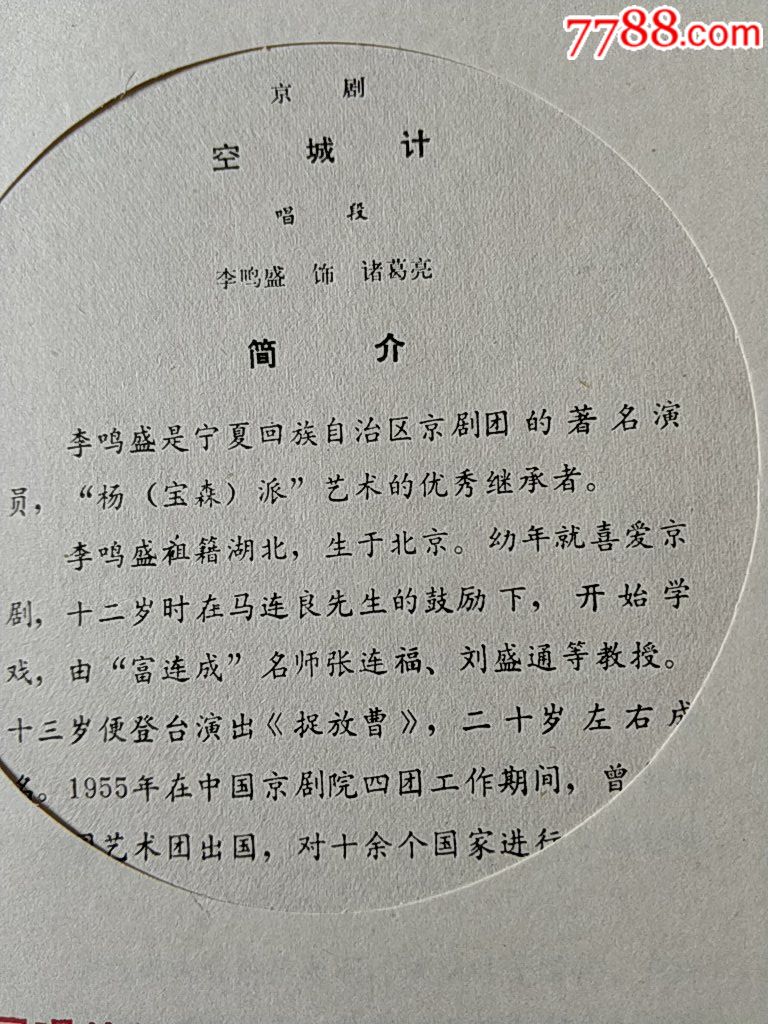 7788.com
京 剧
空 城 计
唱 段
李鸣盛 饰 诸葛亮
简 介
李鸣盛是宁夏回族自治区京剧团的著名演
员，“杨（宝森）派”艺术的优秀继承者。
李鸣盛祖籍湖北，生于北京。幼年就喜爱京
剧，十二岁时在马连良先生的鼓励下，开始学
戏，由“富连成”名师张连福、刘盛通等教授。
十三岁便登台演出《捉放曹》，二十岁左右成
名。1955年在中国京剧院四团工作期间，曾
艺术团出国，对十余个国家进行